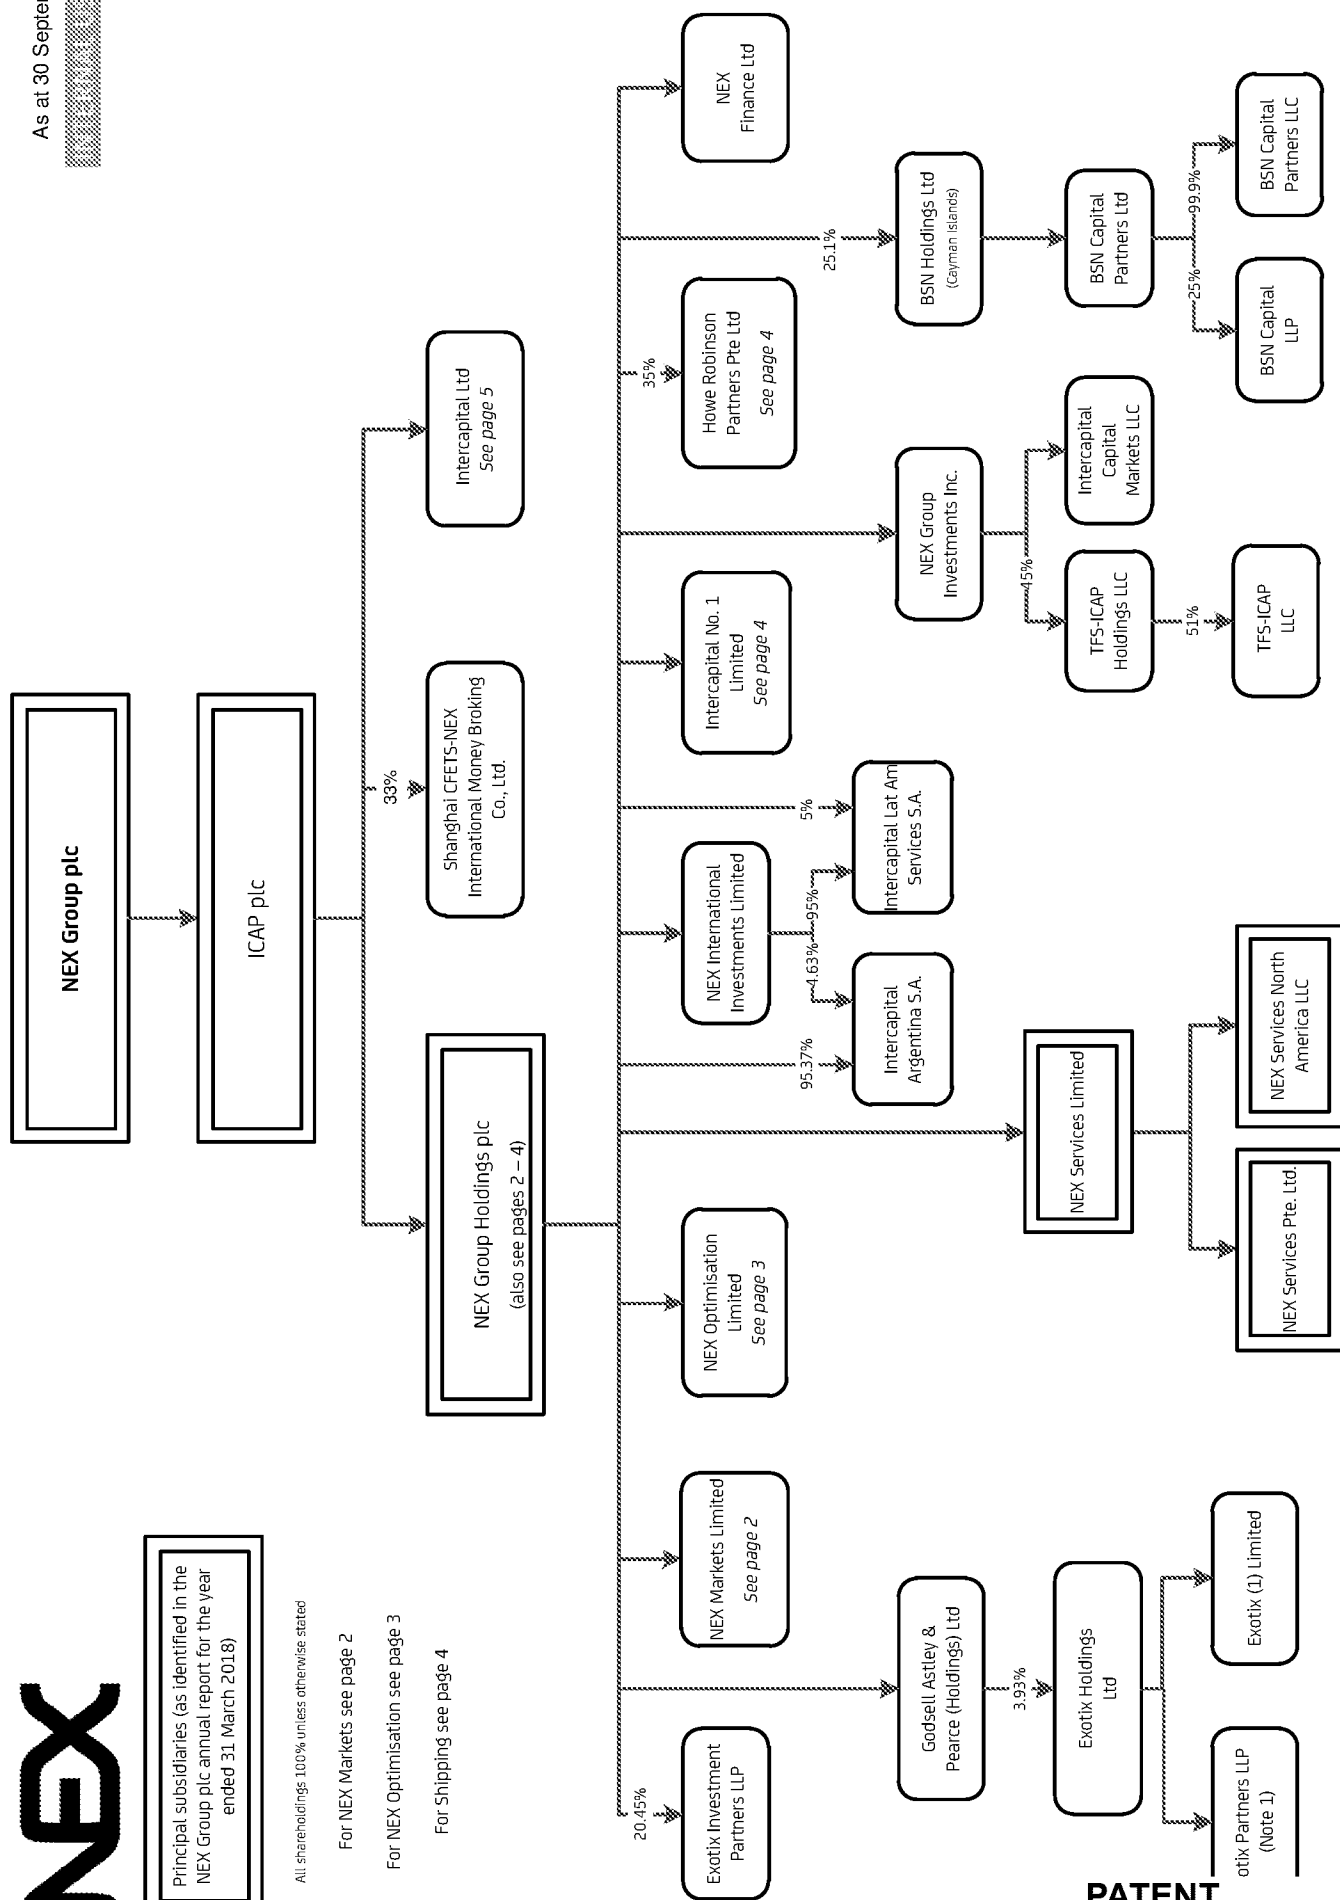 NEX
As at 30 Septe
Principal subsidiaries (as identified in the
NEX Group plc annual report for the year
ended 31 March 2018)
All shareholdings 100% unless otherwise stated
For NEX Markets see page 2
For NEX Optimisation see page 3
For Shipping see page 4
NEX Group plc
ICAP plc
33%
NEX Group Holdings plc
(also see pages 2 – 4)
Shanghai CFETS-NEX
International Money Broking
Co., Ltd.
Intercapital Ltd
See page 5
20.45%
35%
Exotix Investment
Partners LLP
NEX Markets Limited
See page 2
NEX Optimisation
Limited
See page 3
NEX International
Investments Limited
Intercapital No. 1
Limited
See page 4
Howe Robinson
Partners Pte Ltd
See page 4
NEX
Finance Ltd
95.37%
4.63%
95%
5%
25.1%
Intercapital
Argentina S.A.
Intercapital Lat Am
Services S.A.
Godsell Astley &
Pearce (Holdings) Ltd
NEX Group
Investments Inc.
BSN Holdings Ltd
(Cayman Islands)
3.93%
45%
Exotix Holdings
Ltd
NEX Services Limited
TFS-ICAP
Holdings LLC
Intercapital
Capital
Markets LLC
BSN Capital
Partners Ltd
51%
25%
99.9%
otix Partners LLP
(Note 1)
Exotix (1) Limited
NEX Services Pte. Ltd.
NEX Services North
America LLC
TFS-ICAP
LLC
BSN Capital
LLP
BSN Capital
Partners LLC
PATENT